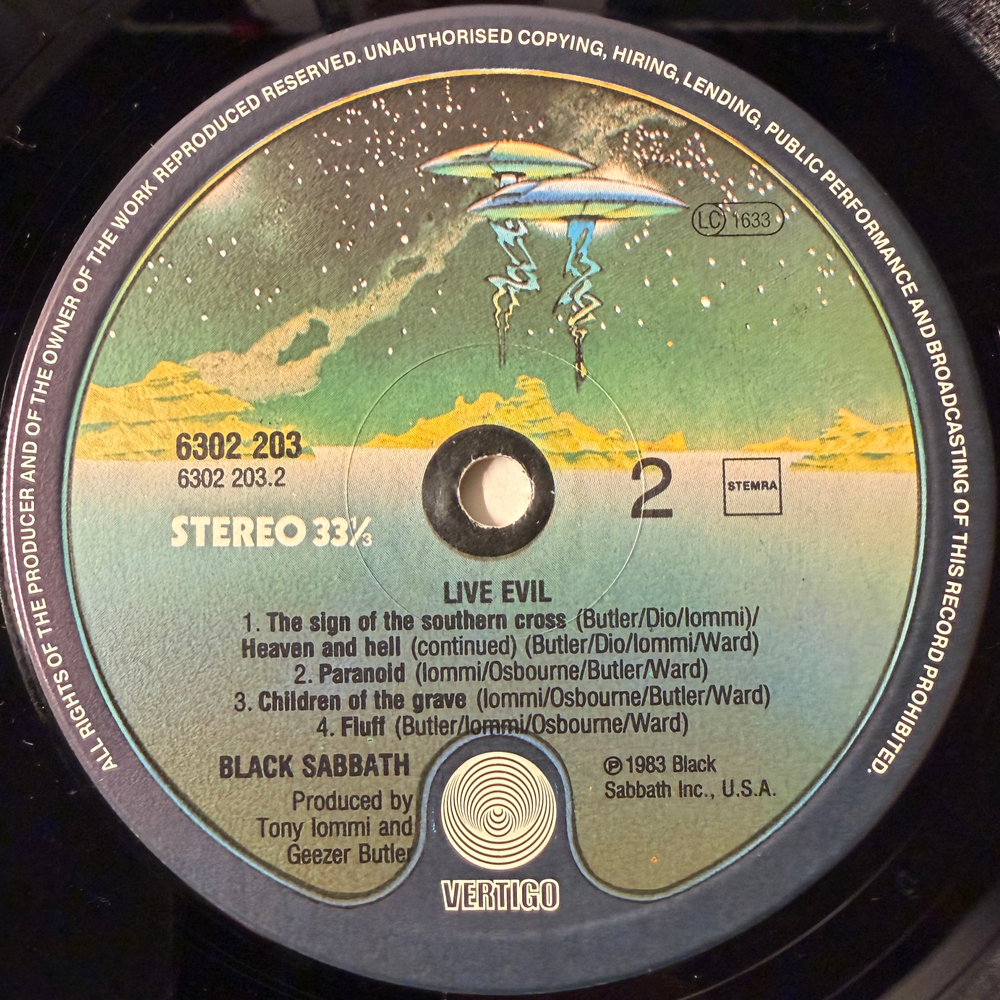 ALL RIGHTS OF THE PRODUCER AND OF THE OWNER OF THE WORK REPRODUCED RESERVED. UNAUTHORISED COPYING, HIRING, LENDING, PUBLIC PERFORMANCE AND BROADCASTING OF THIS RECORD PROHIBITED.
LC 1633
6302 203
6302 203.2
2
STEMRA
STEREO 33⅓
LIVE EVIL
1. The sign of the southern cross (Butler/Dio/Iommi)/
Heaven and hell (continued) (Butler/Dio/Iommi/Ward)
2. Paranoid (Iommi/Osbourne/Butler/Ward)
3. Children of the grave (Iommi/Osbourne/Butler/Ward)
4. Fluff (Butler/Iommi/Osbourne/Ward)
BLACK SABBATH
Produced by
Tony Iommi and
Geezer Butler
℗ 1983 Black
Sabbath Inc., U.S.A.
VERTIGO